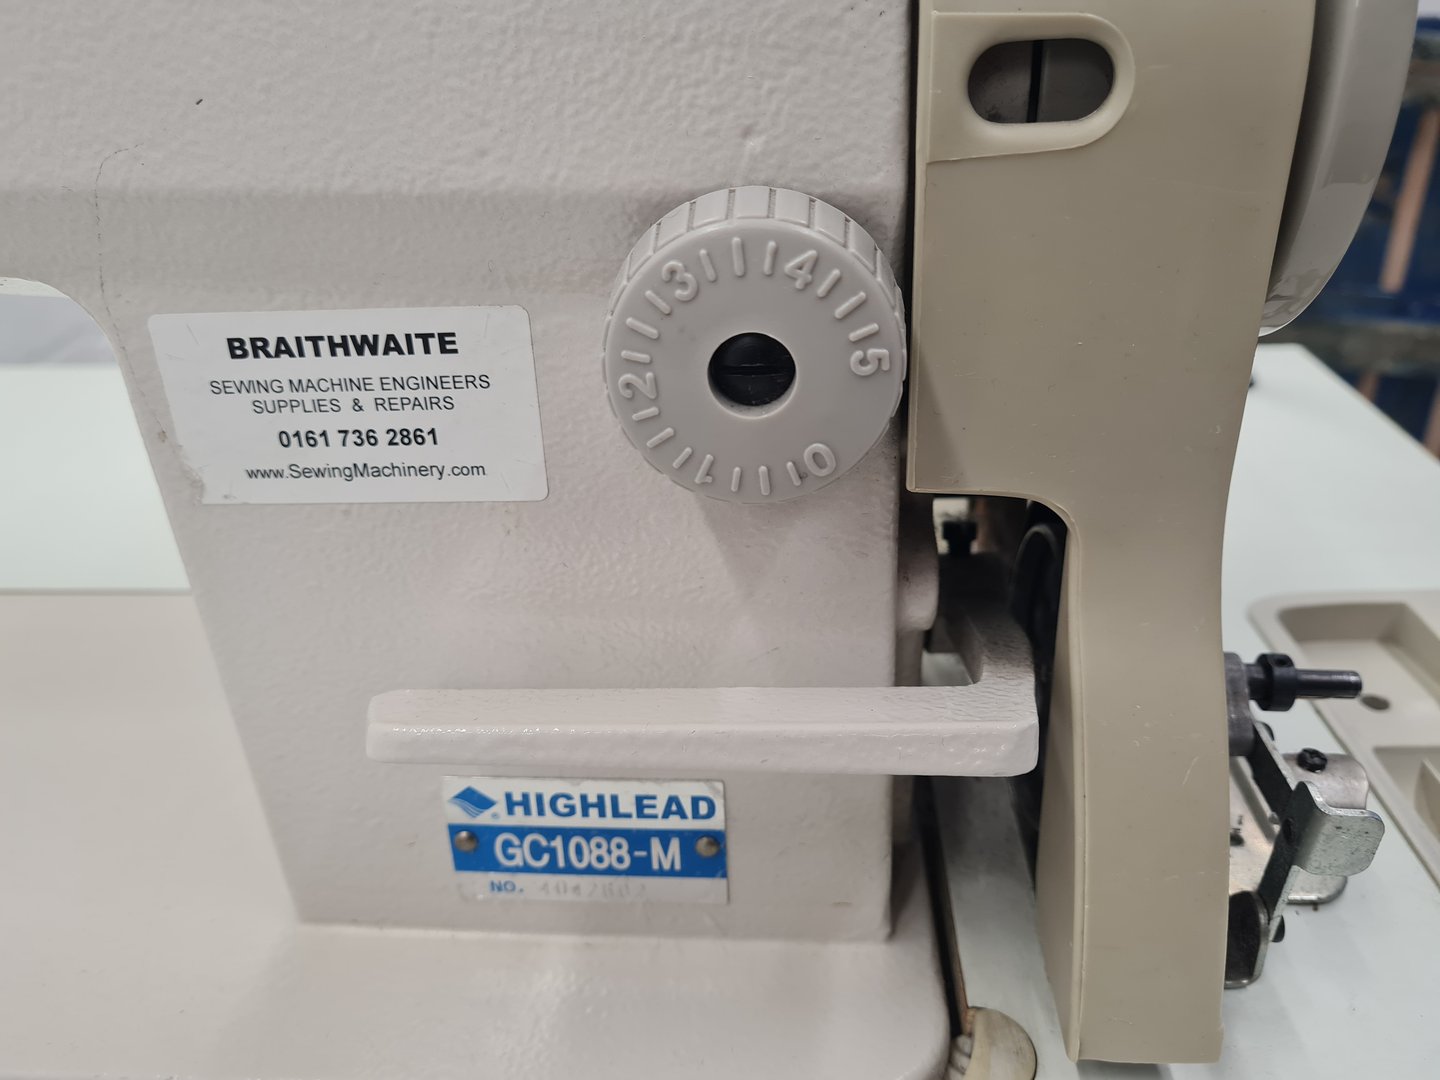 BRAITHWAITE
SEWING MACHINE ENGINEERS
SUPPLIES & REPAIRS
0161 736 2861
www.SewingMachinery.com
0
1
2
3
4
5
HIGHLEAD
GC1088-M
NO.